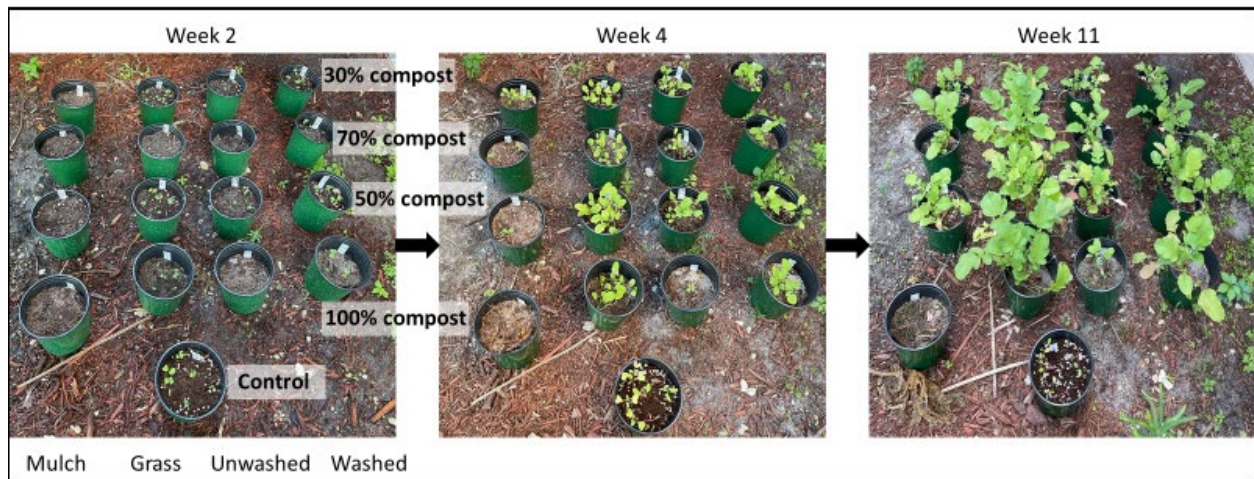 Week 2
Week 4
Week 11
30% compost
70% compost
50% compost
100% compost
Control
Mulch Grass Unwashed Washed